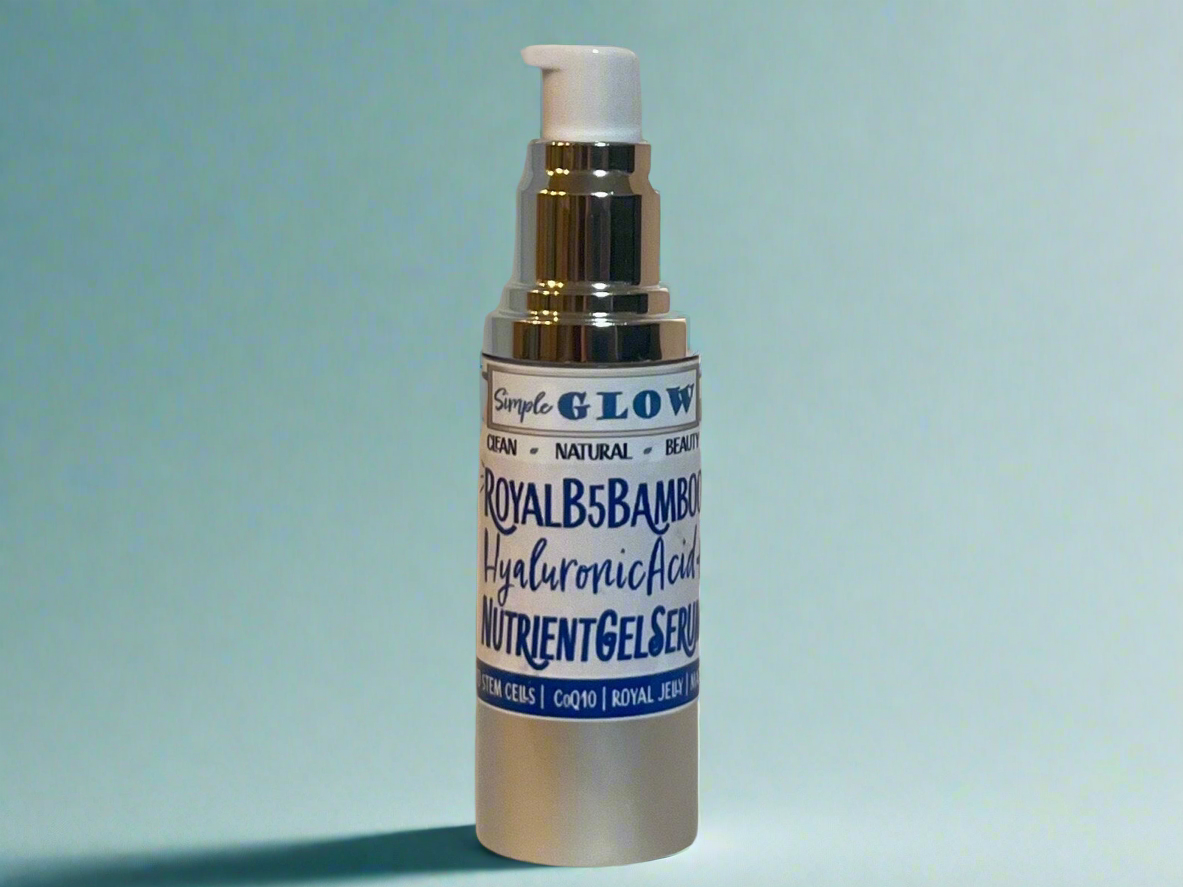 Simple GLOW
CLEAN - NATURAL - BEAUTY
ROYALB5BAMBOO
HyaluronicAcid
NUTRIENTGELSERUM
STEM CELLS | CoQ10 | ROYAL JELLY |